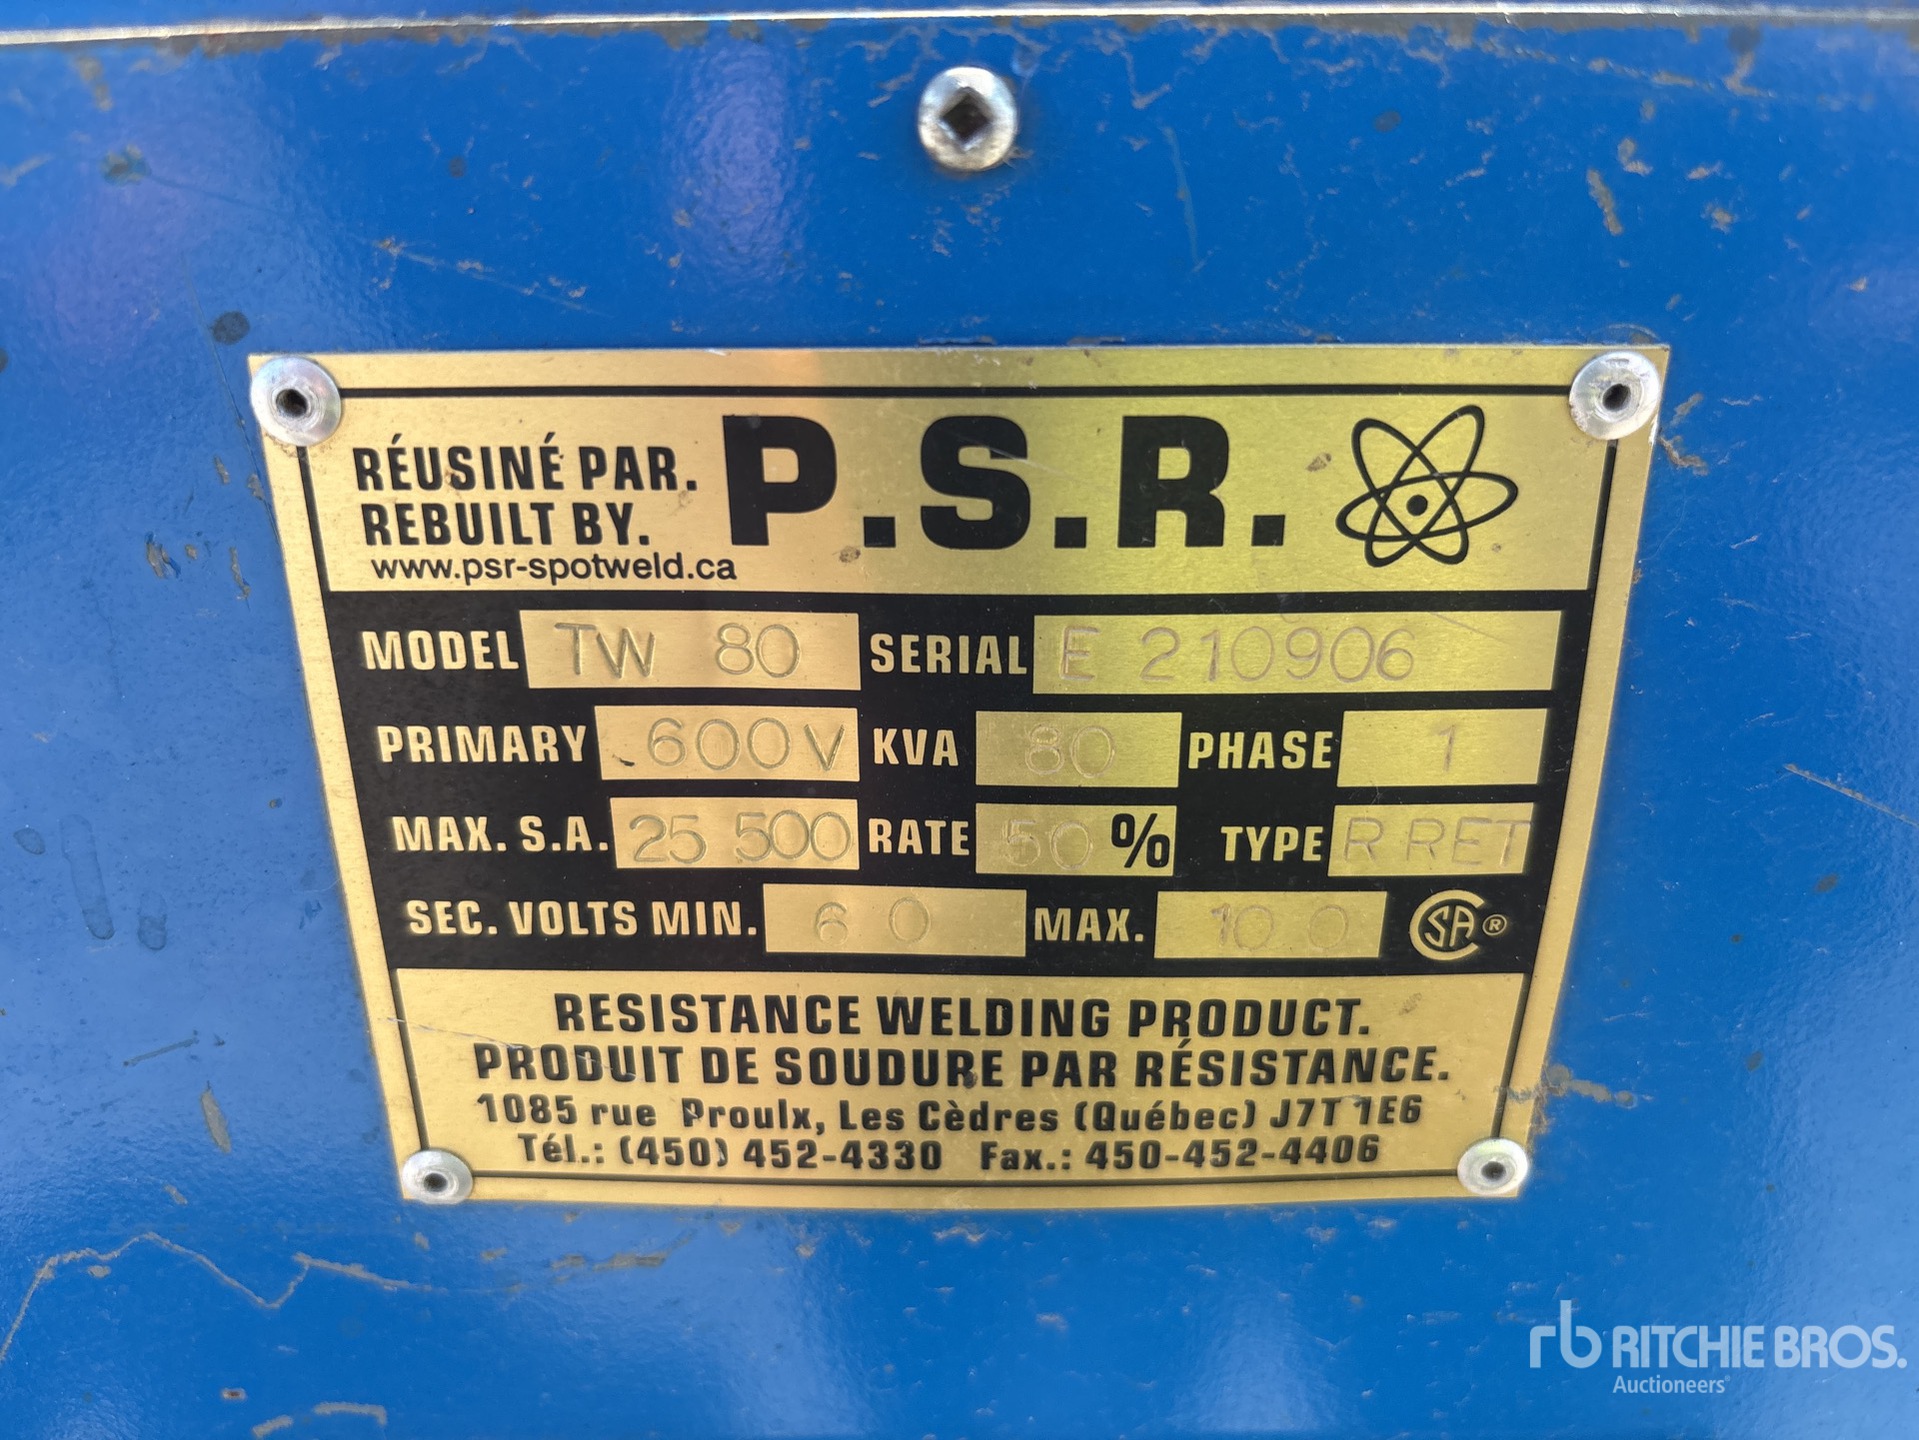 RÉUSINÉ PAR. P.S.R.
REBUILT BY.
www.psr-spotweld.ca
MODEL TW 80 SERIAL E 210906
PRIMARY 600V KVA 80 PHASE 1
MAX. S.A. 25 500 RATE 50 % TYPE R RET
SEC. VOLTS MIN. 6 0 MAX. 10 0 CSA ®
RESISTANCE WELDING PRODUCT.
PRODUIT DE SOUDURE PAR RÉSISTANCE.
1085 rue Proulx, Les Cèdres (Québec) J7T 1E6
Tél.: (450) 452-4330 Fax.: 450-452-4406
rb RITCHIE BROS.
Auctioneers